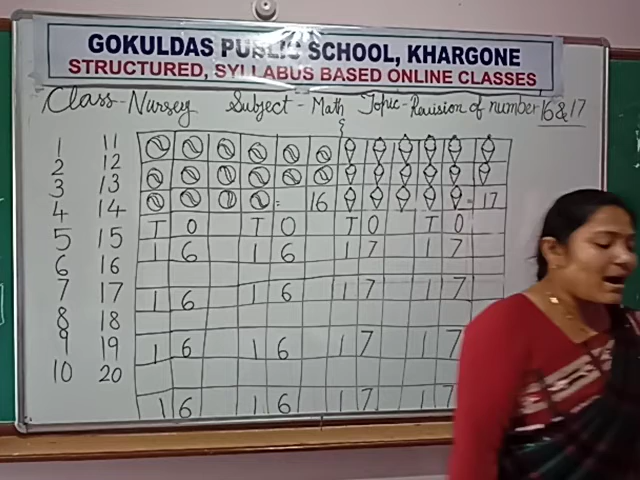 GOKULDAS PUBLIC SCHOOL, KHARGONE
STRUCTURED, SYLLABUS BASED ONLINE CLASSES
Class - Nursey Subject - Math Topic - Revision of number 16 & 17
1 11
2 12
3 13
4 14
5 15
6 16
7 17
8 18
9 19
10 20
16 17
T O T O T O T O
1 6 1 6 1 7 1 7
1 6 1 6 1 7 1 7
1 6 1 6 1 7 1 7
1 6 1 6 1 7 1 7